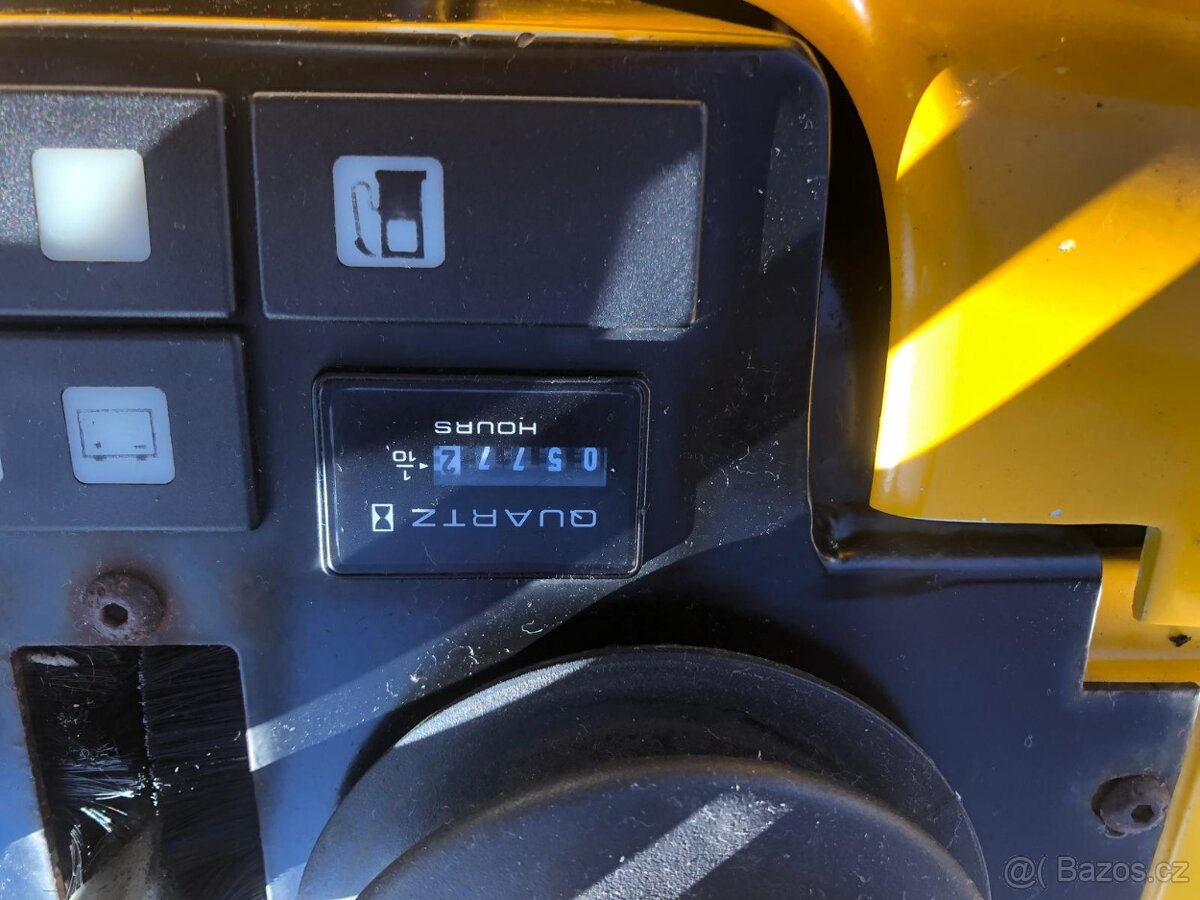 QUARTZ
05772 1/10
HOURS
@( Bazos.cz